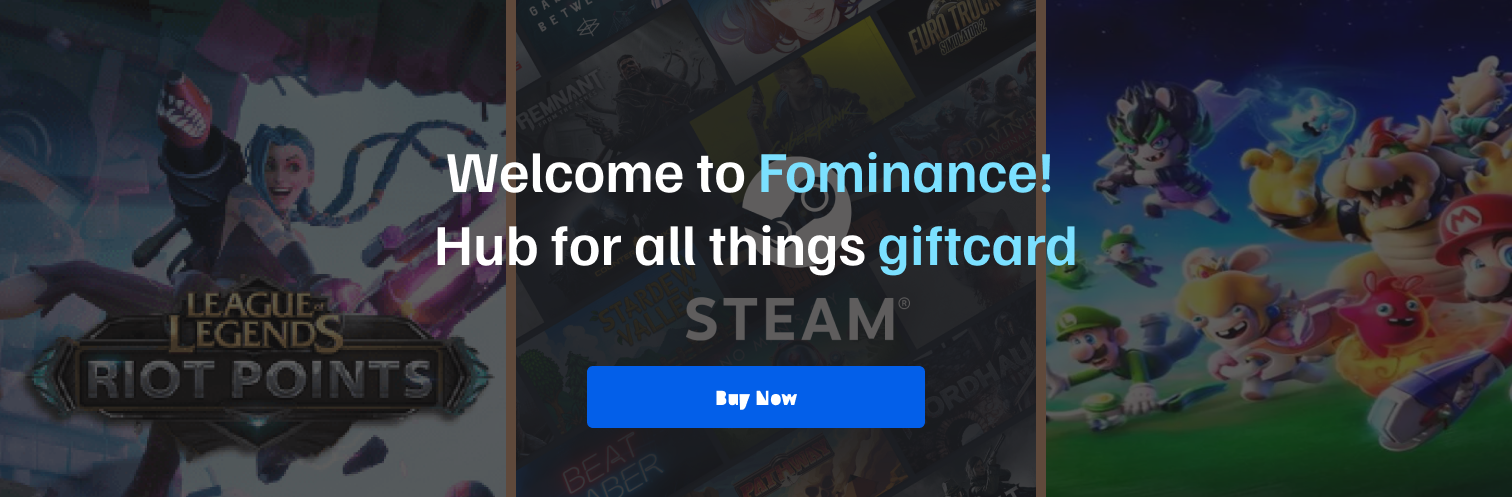 BETWE
EURO TRUCK
SIMULATOR 2
REMNANT
Welcome to Fominance!
Hub for all things giftcard
LEAGUE of
LEGENDS
RIOT POINTS
STARDEW
VALLEY
STEAM®
Buy Now
BEAT